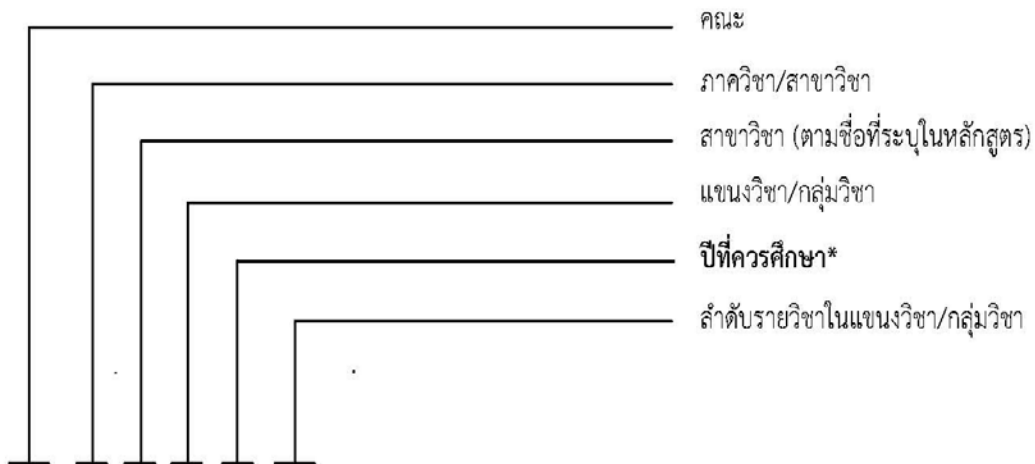 คณะ
ภาควิชา/สาขาวิชา
สาขาวิชา (ตามชื่อที่ระบุในหลักสูตร)
แขนงวิชา/กลุ่มวิชา
ปีที่ควรศึกษา*
ลำดับรายวิชาในแขนงวิชา/กลุ่มวิชา